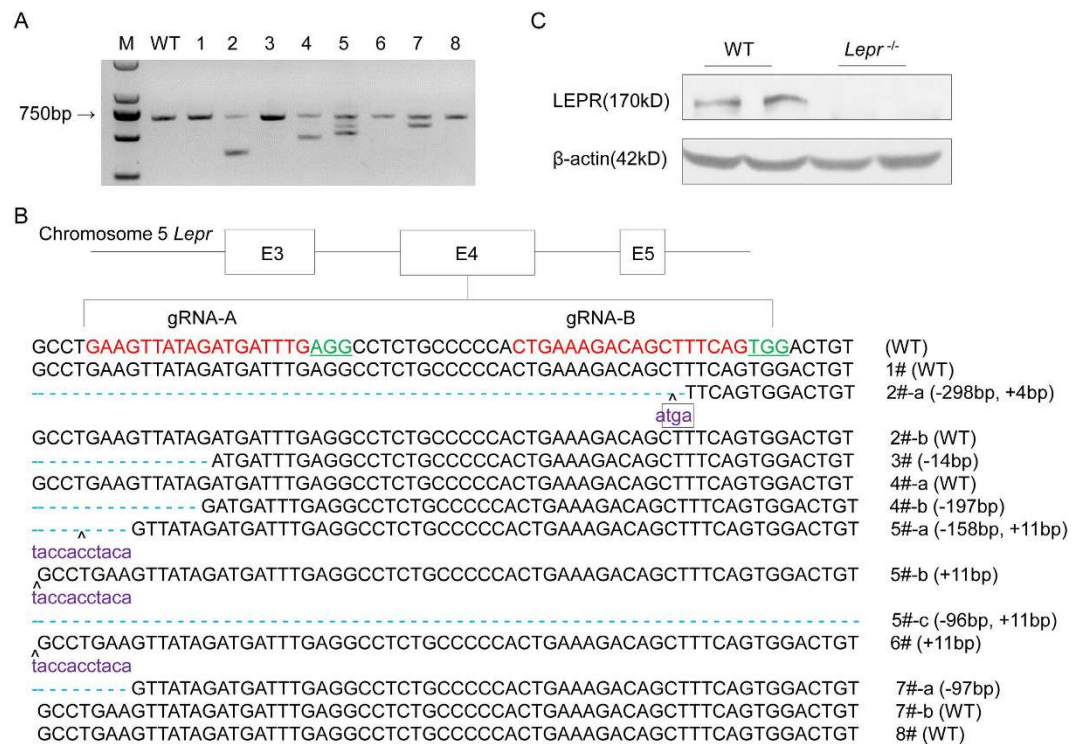 A
M WT 1 2 3 4 5 6 7 8
750bp →
C
WT Lepr-/-
LEPR(170kD)
β-actin(42kD)
B
Chromosome 5 Lepr
E3 E4 E5
gRNA-A gRNA-B
GCCTGAAGTTATAGATGATTTGAGGCCTCTGCCCCCACTGAAAGACAGCTTTCAGTGGACTGT (WT)
GCCTGAAGTTATAGATGATTTGAGGCCTCTGCCCCCACTGAAAGACAGCTTTCAGTGGACTGT 1# (WT)
TTCAGTGGACTGT 2#-a (-298bp, +4bp)
^
atga
GCCTGAAGTTATAGATGATTTGAGGCCTCTGCCCCCACTGAAAGACAGCTTTCAGTGGACTGT 2#-b (WT)
ATGATTTGAGGCCTCTGCCCCCACTGAAAGACAGCTTTCAGTGGACTGT 3# (-14bp)
GCCTGAAGTTATAGATGATTTGAGGCCTCTGCCCCCACTGAAAGACAGCTTTCAGTGGACTGT 4#-a (WT)
GATGATTTGAGGCCTCTGCCCCCACTGAAAGACAGCTTTCAGTGGACTGT 4#-b (-197bp)
GTTATAGATGATTTGAGGCCTCTGCCCCCACTGAAAGACAGCTTTCAGTGGACTGT 5#-a (-158bp, +11bp)
^
taccacctaca
^GCCTGAAGTTATAGATGATTTGAGGCCTCTGCCCCCACTGAAAGACAGCTTTCAGTGGACTGT 5#-b (+11bp)
taccacctaca
5#-c (-96bp, +11bp)
^GCCTGAAGTTATAGATGATTTGAGGCCTCTGCCCCCACTGAAAGACAGCTTTCAGTGGACTGT 6# (+11bp)
taccacctaca
GTTATAGATGATTTGAGGCCTCTGCCCCCACTGAAAGACAGCTTTCAGTGGACTGT 7#-a (-97bp)
GCCTGAAGTTATAGATGATTTGAGGCCTCTGCCCCCACTGAAAGACAGCTTTCAGTGGACTGT 7#-b (WT)
GCCTGAAGTTATAGATGATTTGAGGCCTCTGCCCCCACTGAAAGACAGCTTTCAGTGGACTGT 8# (WT)